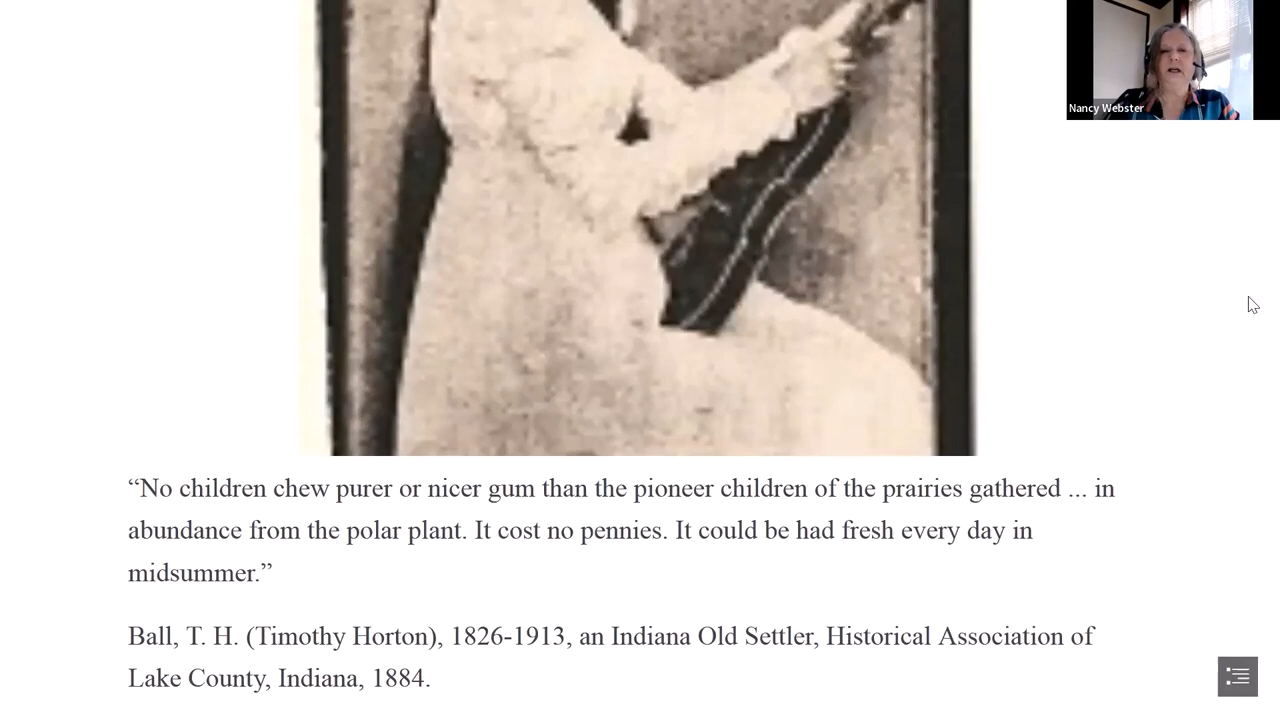 Nancy Webster
“No children chew purer or nicer gum than the pioneer children of the prairies gathered ... in
abundance from the polar plant. It cost no pennies. It could be had fresh every day in
midsummer.”
Ball, T. H. (Timothy Horton), 1826-1913, an Indiana Old Settler, Historical Association of
Lake County, Indiana, 1884.